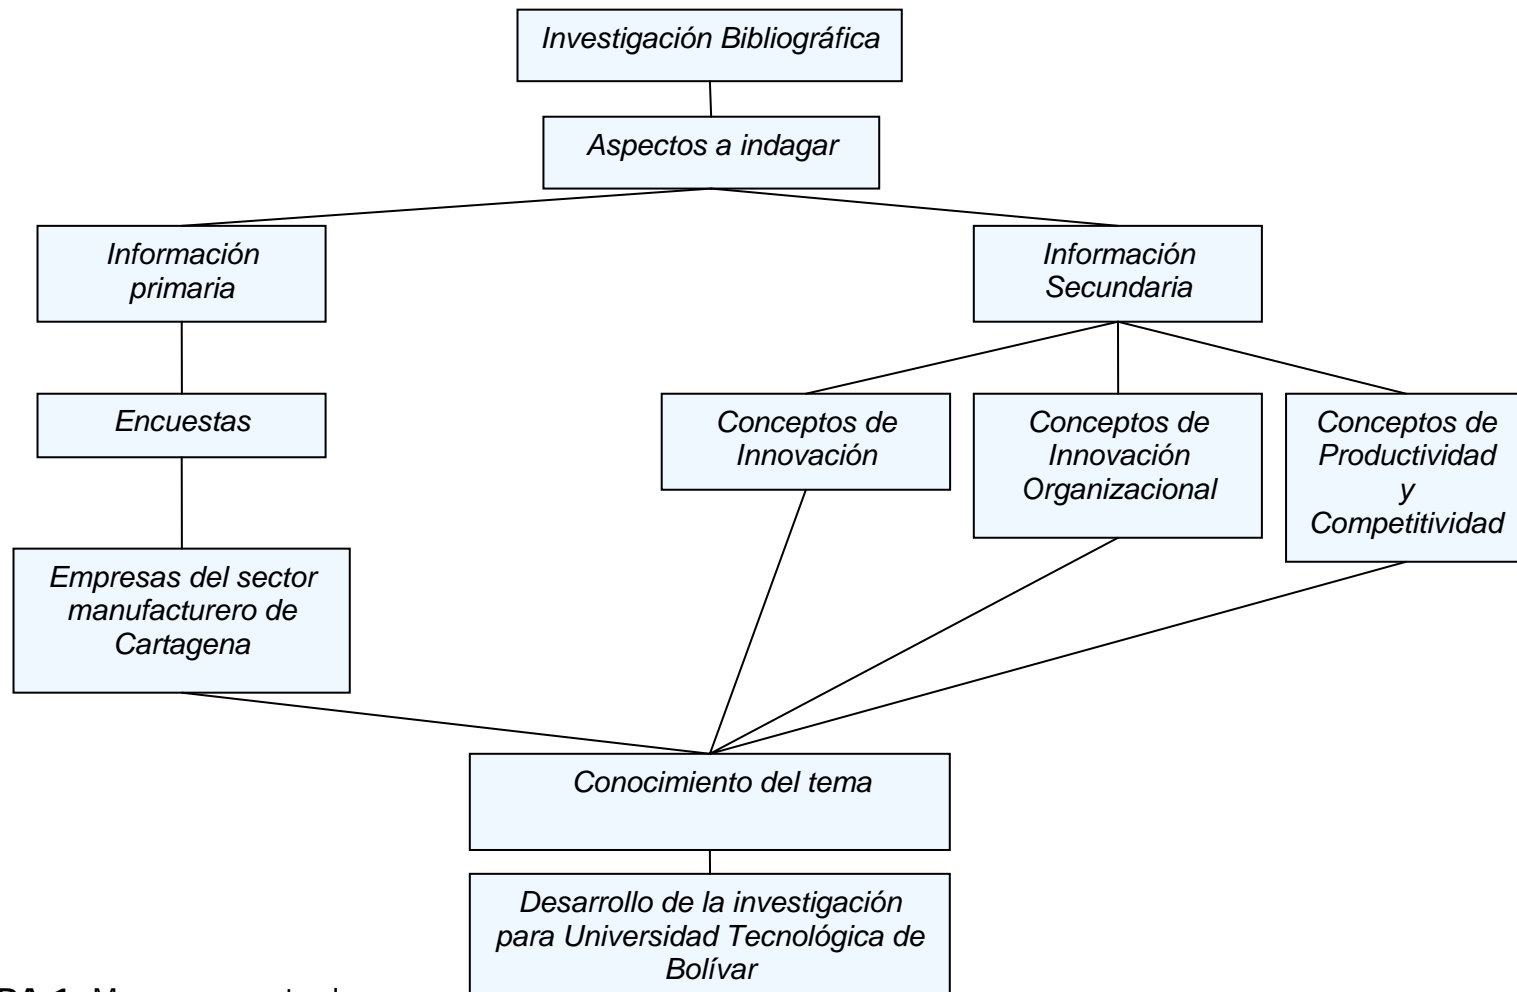 Investigación Bibliográfica
Aspectos a indagar
Información
primaria
Información
Secundaria
Encuestas
Conceptos de
Innovación
Conceptos de
Innovación
Organizacional
Conceptos de
Productividad
y
Competitividad
Empresas del sector
manufacturero de
Cartagena
Conocimiento del tema
Desarrollo de la investigación
para Universidad Tecnológica de
Bolívar